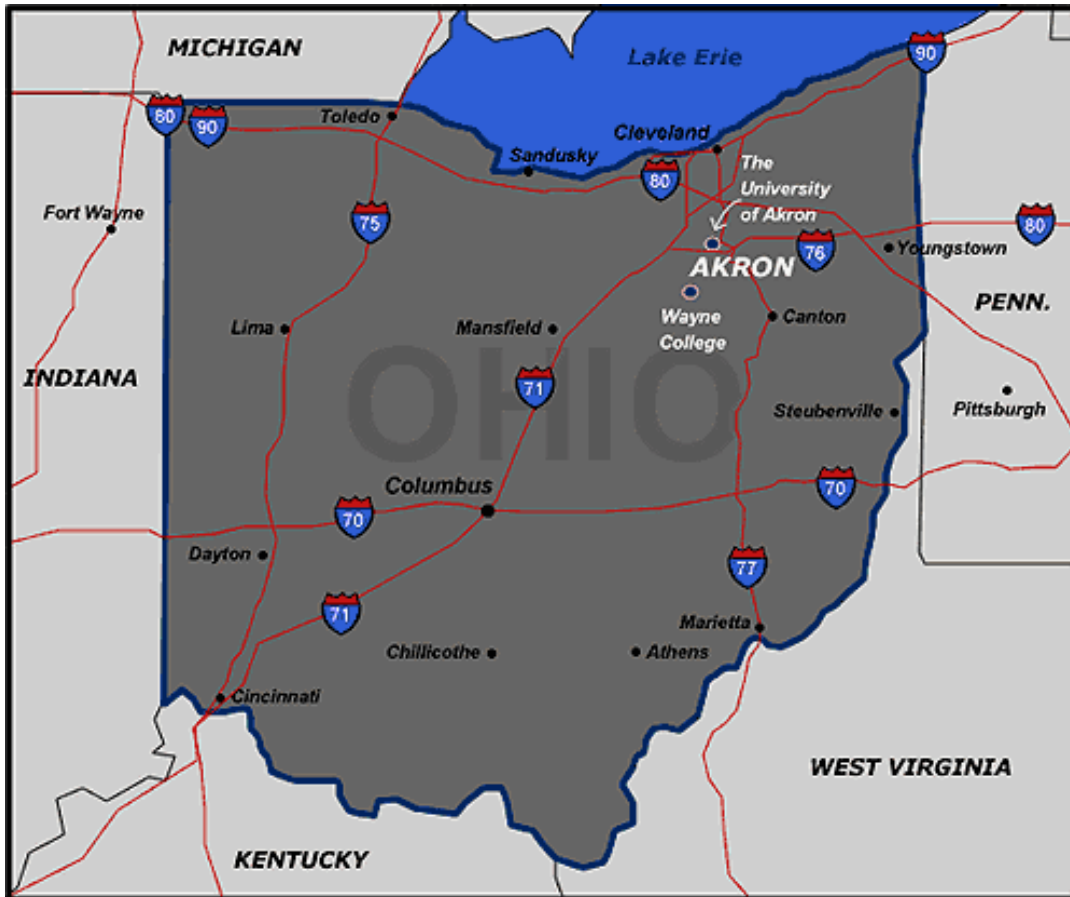 MICHIGAN
Lake Erie
90
80
90
Toledo
Cleveland
Sandusky
80
The
University
of Akron
Fort Wayne
75
80
76
Youngstown
AKRON
PENN.
Wayne
College
Lima
Mansfield
Canton
OHIO
INDIANA
71
Steubenville
Pittsburgh
Columbus
70
70
Dayton
77
71
Marietta
Chillicothe
Athens
Cincinnati
WEST VIRGINIA
KENTUCKY